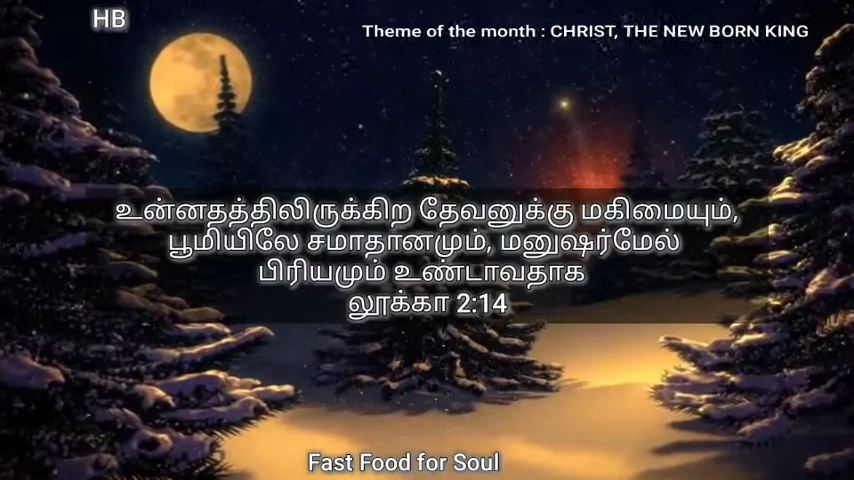 HB
Theme of the month : CHRIST, THE NEW BORN KING
உன்னதத்திலிருக்கிற தேவனுக்கு மகிமையும்,
பூமியிலே சமாதானமும், மனுஷர்மேல்
பிரியமும் உண்டாவதாக
லூக்கா 2:14
Fast Food for Soul